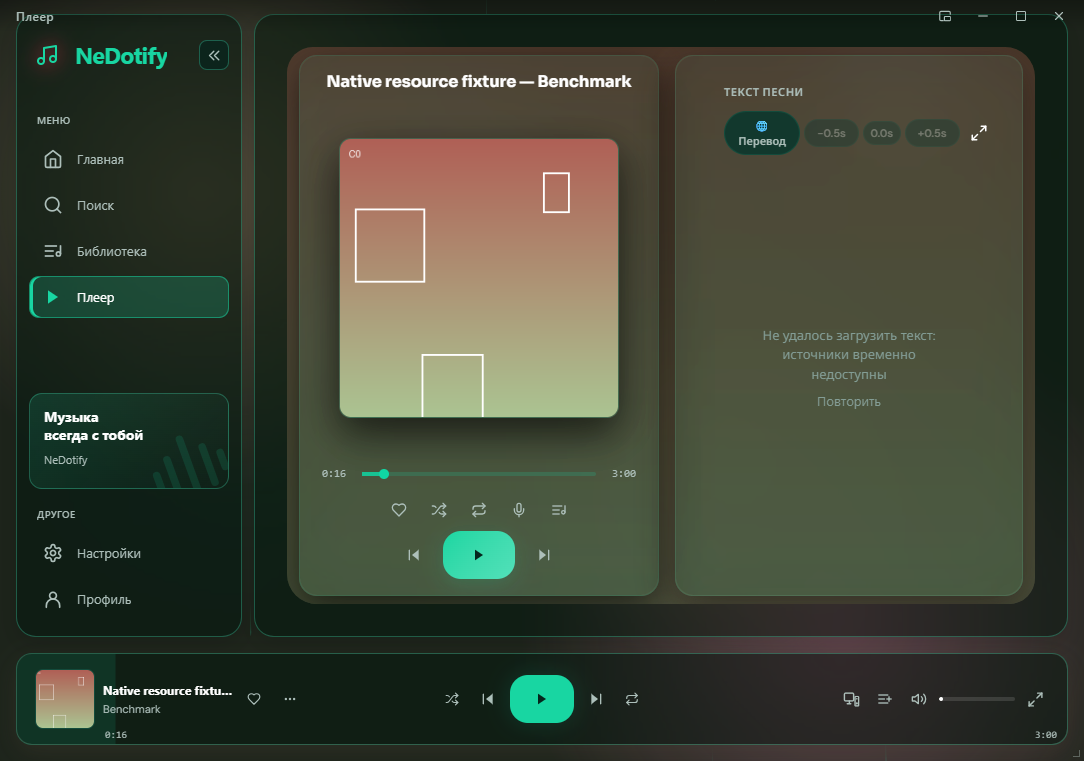 Плеер
NeDotify
МЕНЮ
Главная
Поиск
Библиотека
Плеер
Музыка
всегда с тобой
NeDotify
ДРУГОЕ
Настройки
Профиль
Native resource fixture — Benchmark
C0
0:16
3:00
ТЕКСТ ПЕСНИ
Перевод
−0.5s
0.0s
+0.5s
Не удалось загрузить текст:
источники временно
недоступны
Повторить
Native resource fixtu...
Benchmark
0:16
3:00